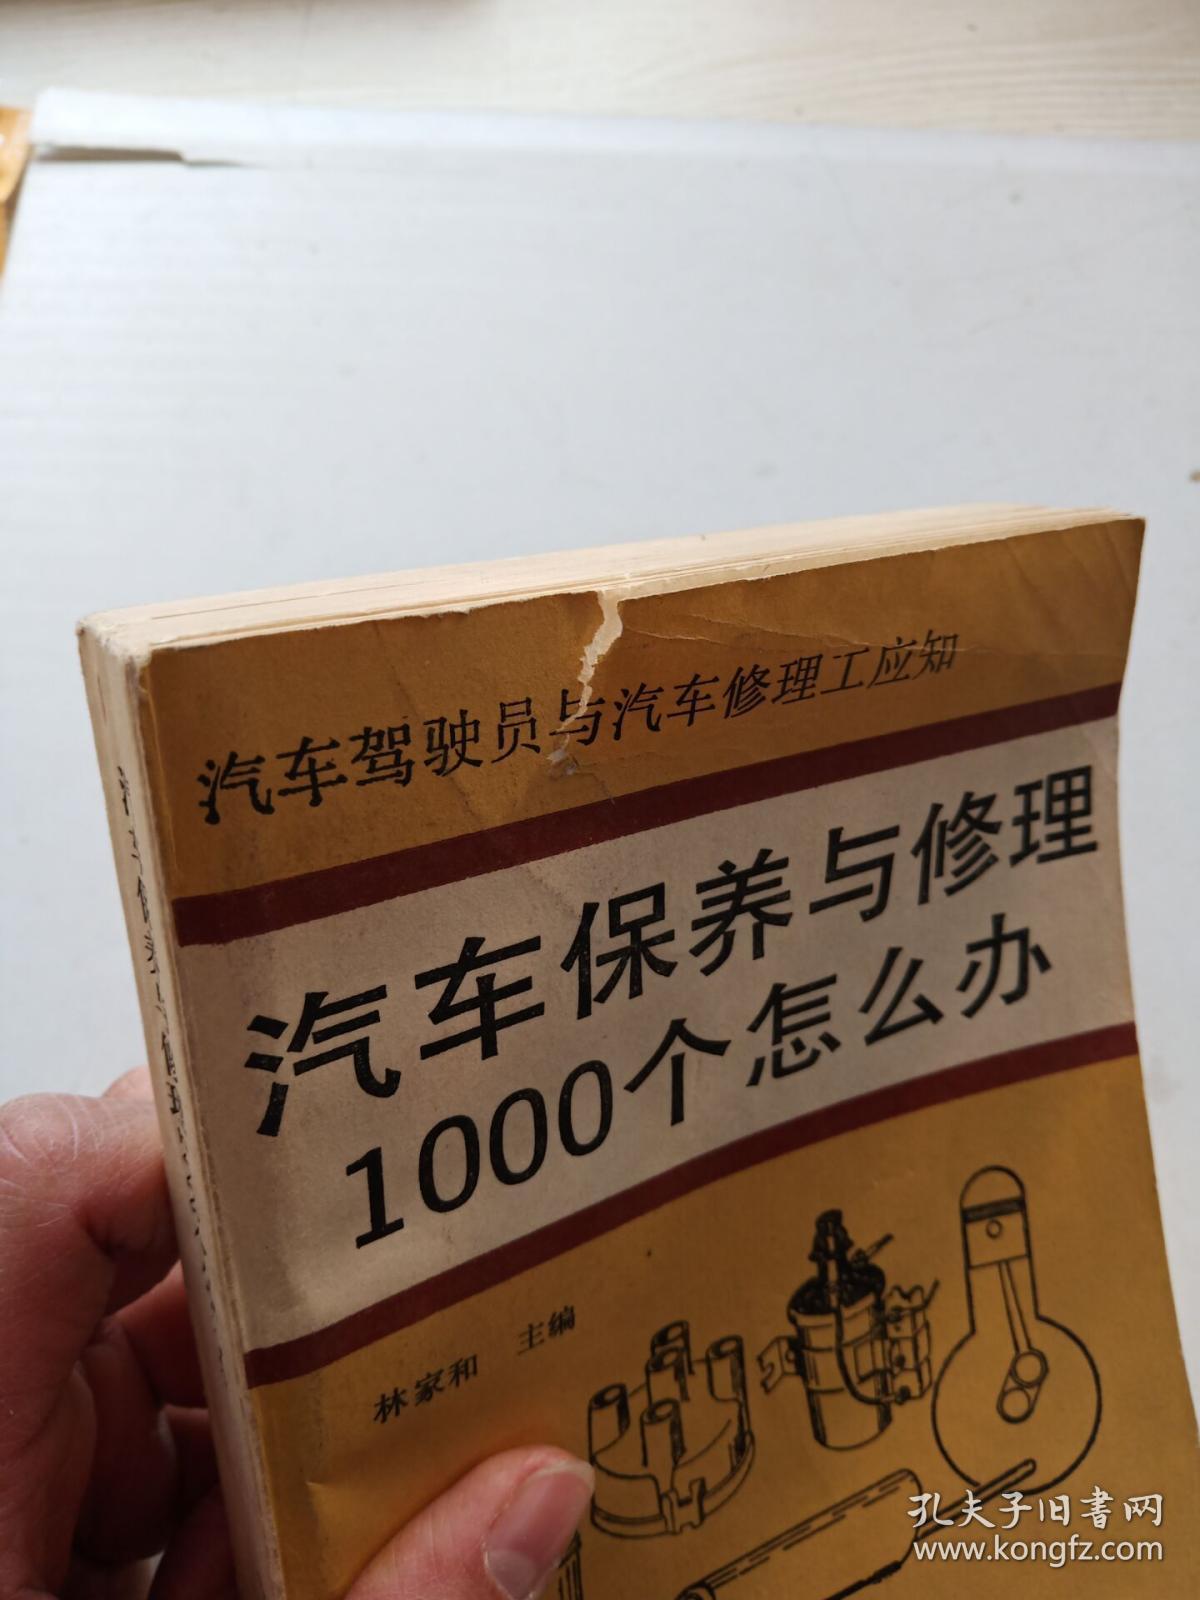 汽车驾驶员与汽车修理工应知
汽车保养与修理
1000个怎么办
林家和 主编
孔夫子旧书网
www.kongfz.com